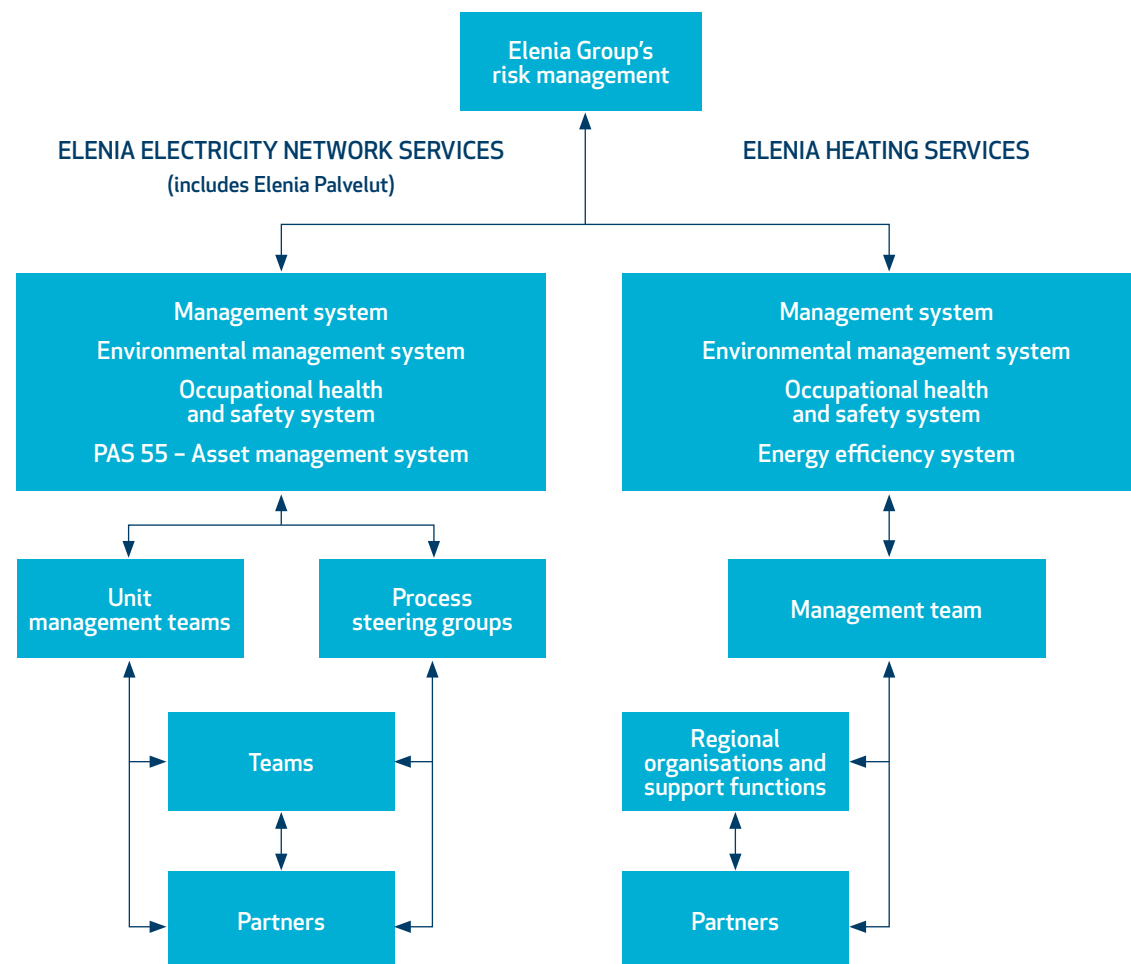 Elenia Group’s
risk management
ELENIA ELECTRICITY NETWORK SERVICES
(includes Elenia Palvelut)
ELENIA HEATING SERVICES
Management system
Environmental management system
Occupational health
and safety system
PAS 55 – Asset management system
Management system
Environmental management system
Occupational health
and safety system
Energy efficiency system
Unit
management teams
Process
steering groups
Management team
Teams
Regional
organisations and
support functions
Partners
Partners